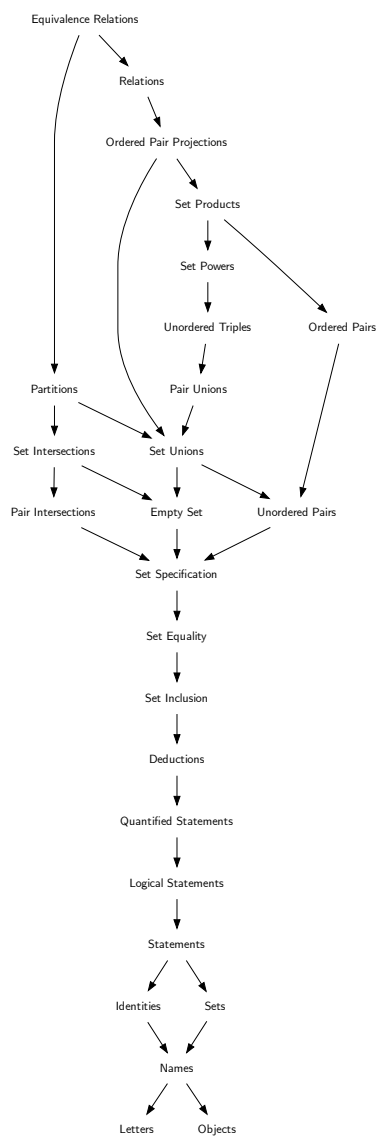 Equivalence Relations
Relations
Ordered Pair Projections
Set Products
Set Powers
Unordered Triples
Ordered Pairs
Partitions
Pair Unions
Set Intersections
Set Unions
Pair Intersections
Empty Set
Unordered Pairs
Set Specification
Set Equality
Set Inclusion
Deductions
Quantified Statements
Logical Statements
Statements
Identities
Sets
Names
Letters
Objects